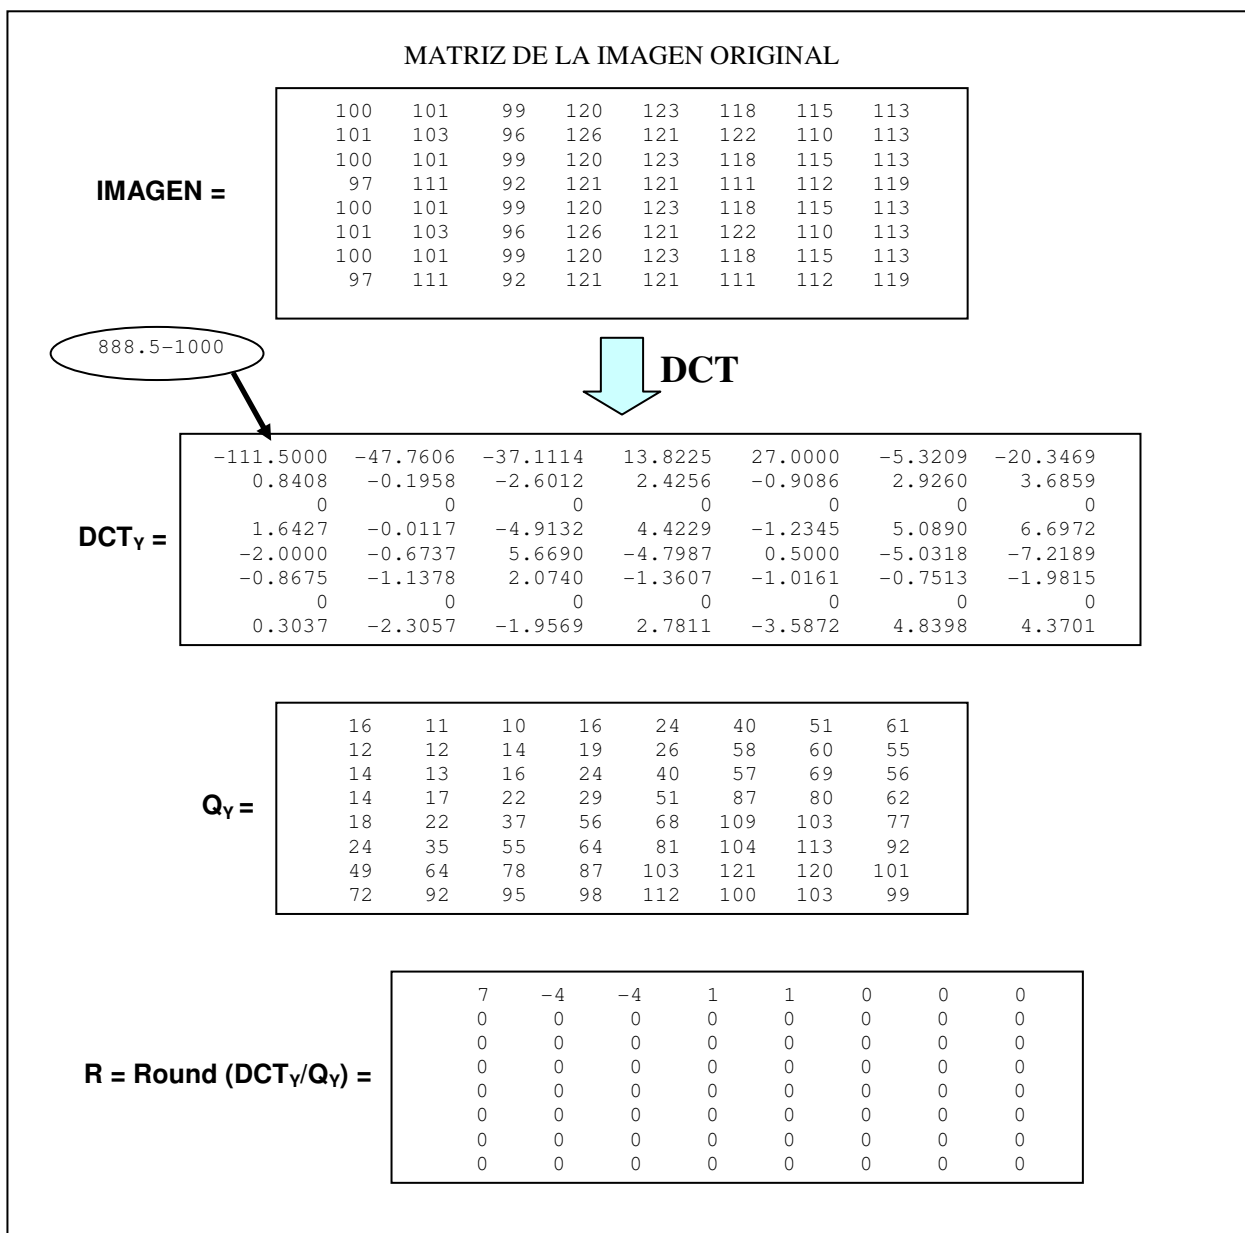 MATRIZ DE LA IMAGEN ORIGINAL
IMAGEN =
100 101 99 120 123 118 115 113
101 103 96 126 121 122 110 113
100 101 99 120 123 118 115 113
97 111 92 121 121 111 112 119
100 101 99 120 123 118 115 113
101 103 96 126 121 122 110 113
100 101 99 120 123 118 115 113
97 111 92 121 121 111 112 119
888.5-1000
DCT
DCTY =
-111.5000 -47.7606 -37.1114 13.8225 27.0000 -5.3209 -20.3469
0.8408 -0.1958 -2.6012 2.4256 -0.9086 2.9260 3.6859
0 0 0 0 0 0 0
1.6427 -0.0117 -4.9132 4.4229 -1.2345 5.0890 6.6972
-2.0000 -0.6737 5.6690 -4.7987 0.5000 -5.0318 -7.2189
-0.8675 -1.1378 2.0740 -1.3607 -1.0161 -0.7513 -1.9815
0 0 0 0 0 0 0
0.3037 -2.3057 -1.9569 2.7811 -3.5872 4.8398 4.3701
QY =
16 11 10 16 24 40 51 61
12 12 14 19 26 58 60 55
14 13 16 24 40 57 69 56
14 17 22 29 51 87 80 62
18 22 37 56 68 109 103 77
24 35 55 64 81 104 113 92
49 64 78 87 103 121 120 101
72 92 95 98 112 100 103 99
R = Round (DCTY/QY) =
7 -4 -4 1 1 0 0 0
0 0 0 0 0 0 0 0
0 0 0 0 0 0 0 0
0 0 0 0 0 0 0 0
0 0 0 0 0 0 0 0
0 0 0 0 0 0 0 0
0 0 0 0 0 0 0 0
0 0 0 0 0 0 0 0